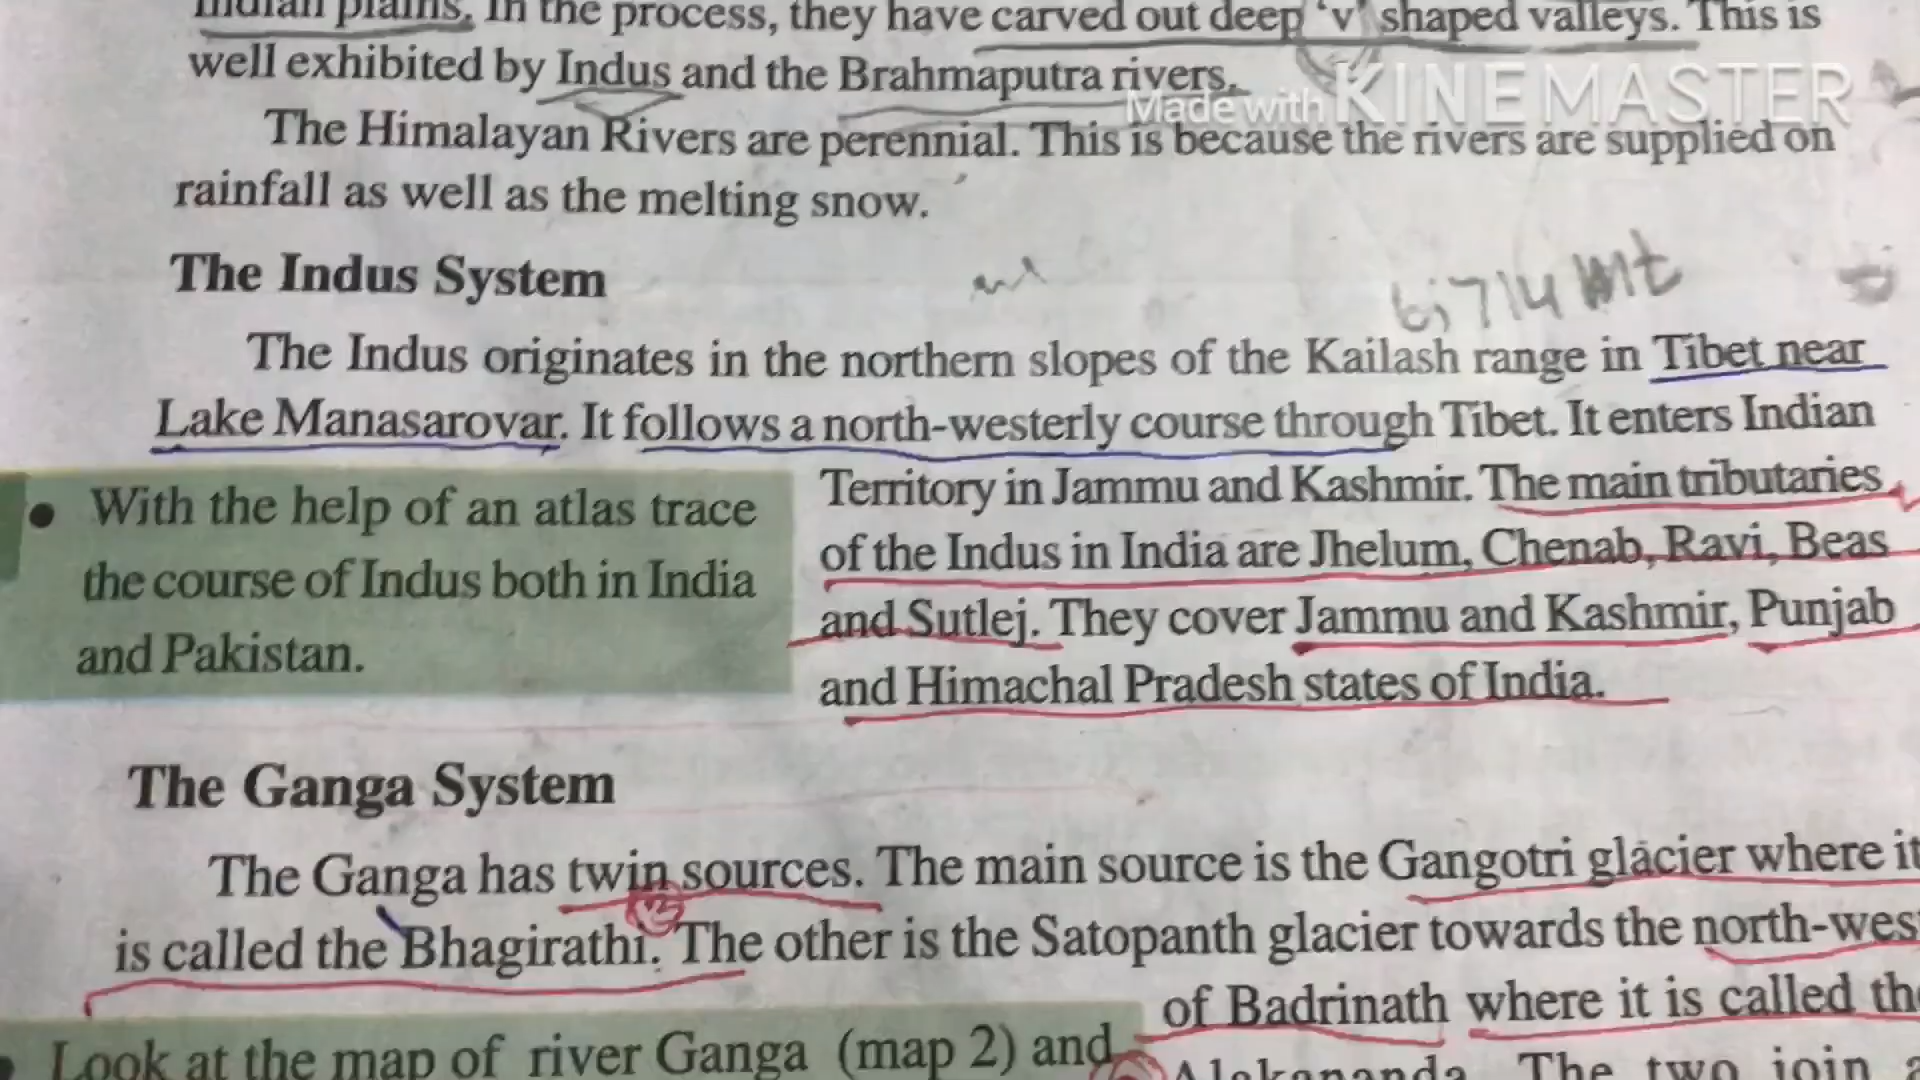 Indian plains. In the process, they have carved out deep 'v' shaped valleys. This is
well exhibited by Indus and the Brahmaputra rivers.
Made with KINEMASTER
The Himalayan Rivers are perennial. This is because the rivers are supplied on
rainfall as well as the melting snow.
The Indus System
6,714 Mt
The Indus originates in the northern slopes of the Kailash range in Tibet near
Lake Manasarovar. It follows a north-westerly course through Tibet. It enters Indian
Territory in Jammu and Kashmir. The main tributaries
of the Indus in India are Jhelum, Chenab, Ravi, Beas
and Sutlej. They cover Jammu and Kashmir, Punjab
and Himachal Pradesh states of India.
• With the help of an atlas trace
the course of Indus both in India
and Pakistan.
The Ganga System
The Ganga has twin sources. The main source is the Gangotri glacier where it
is called the Bhagirathi. The other is the Satopanth glacier towards the north-wes
of Badrinath where it is called the
Alakananda. The two join a
• Look at the map of river Ganga (map 2) and